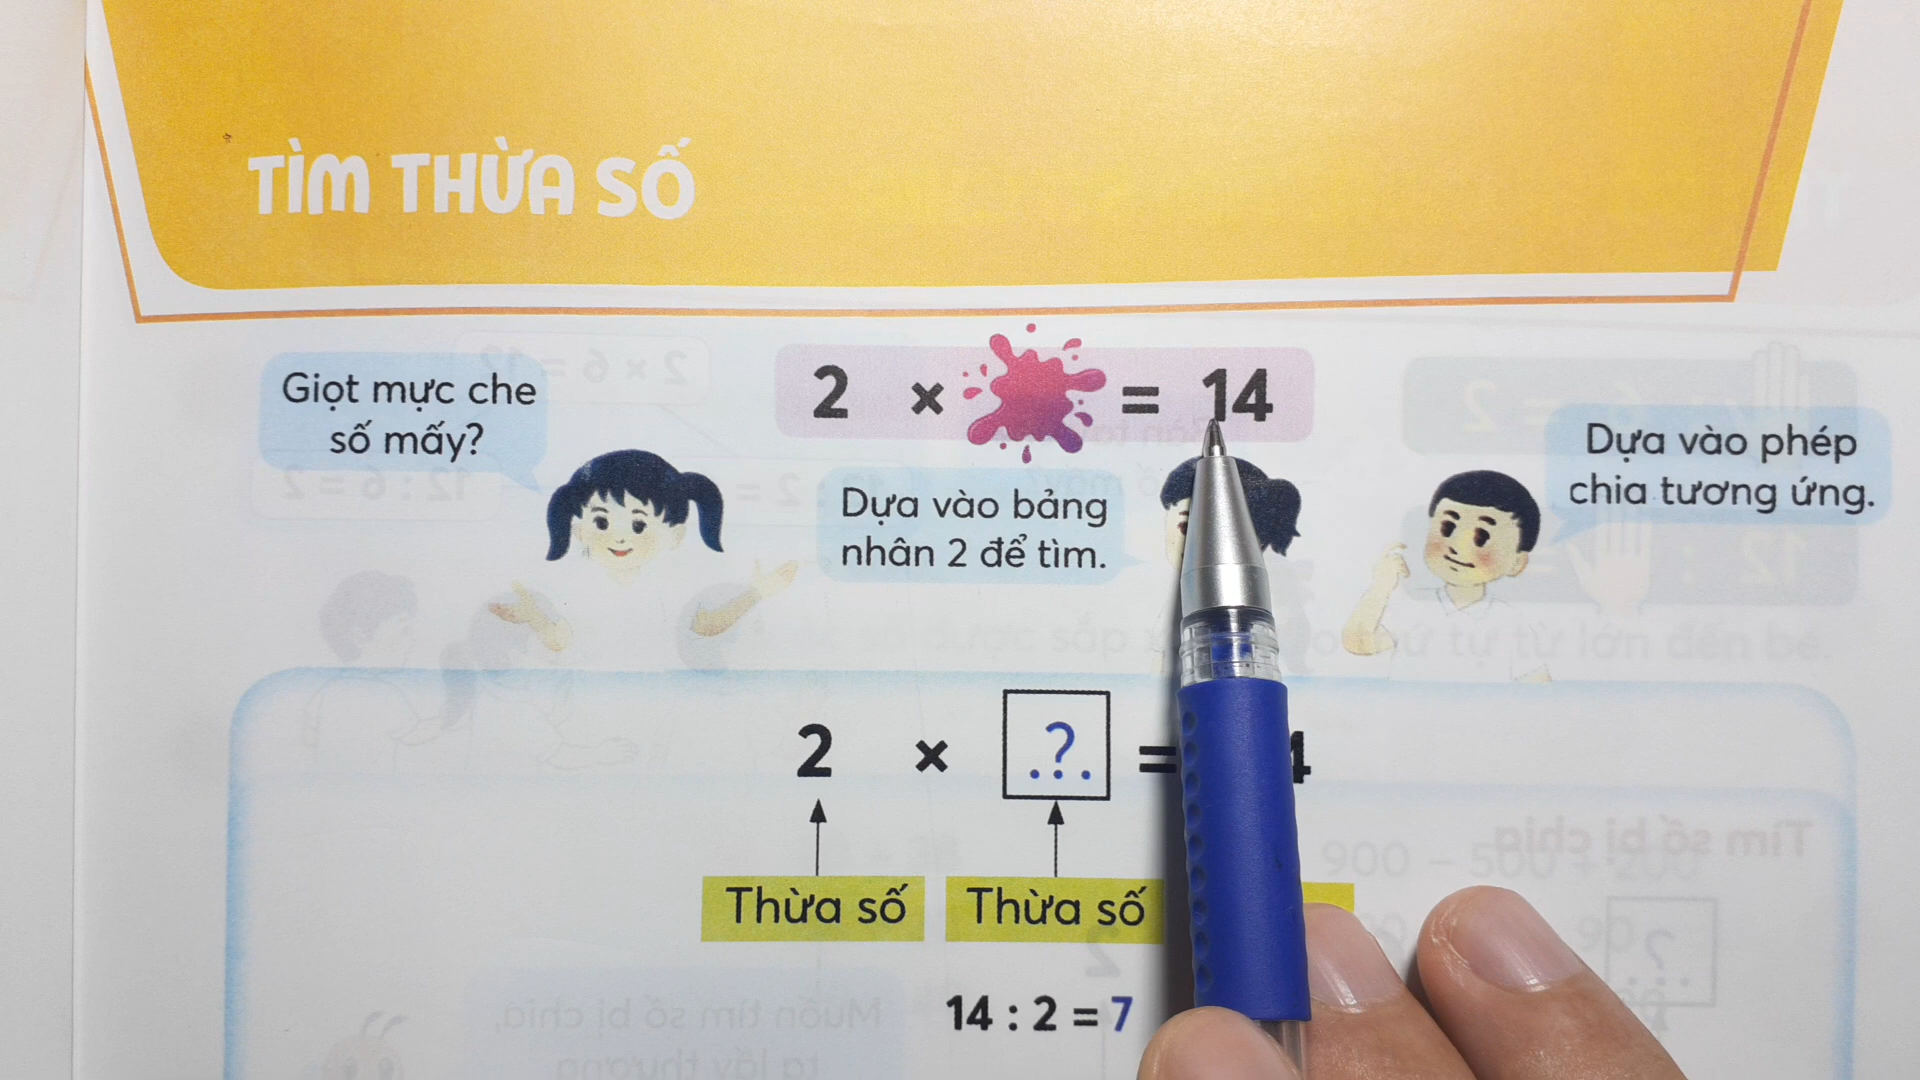 TÌM THỪA SỐ
Giọt mực che
số mấy?
2 × = 14
Dựa vào bảng
nhân 2 để tìm.
Dựa vào phép
chia tương ứng.
2 × .?. = 4
Thừa số Thừa số
14 : 2 = 7